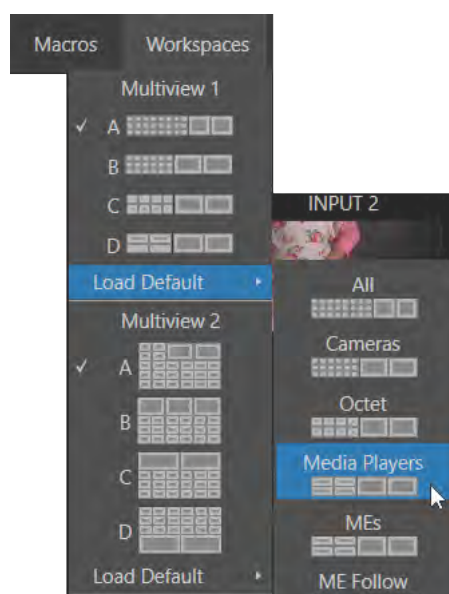 Macros Workspaces
Multiview 1
✓ A
B
C
D
Load Default
Multiview 2
✓ A
B
C
D
Load Default
INPUT 2
All
Cameras
Octet
Media Players
MEs
ME Follow